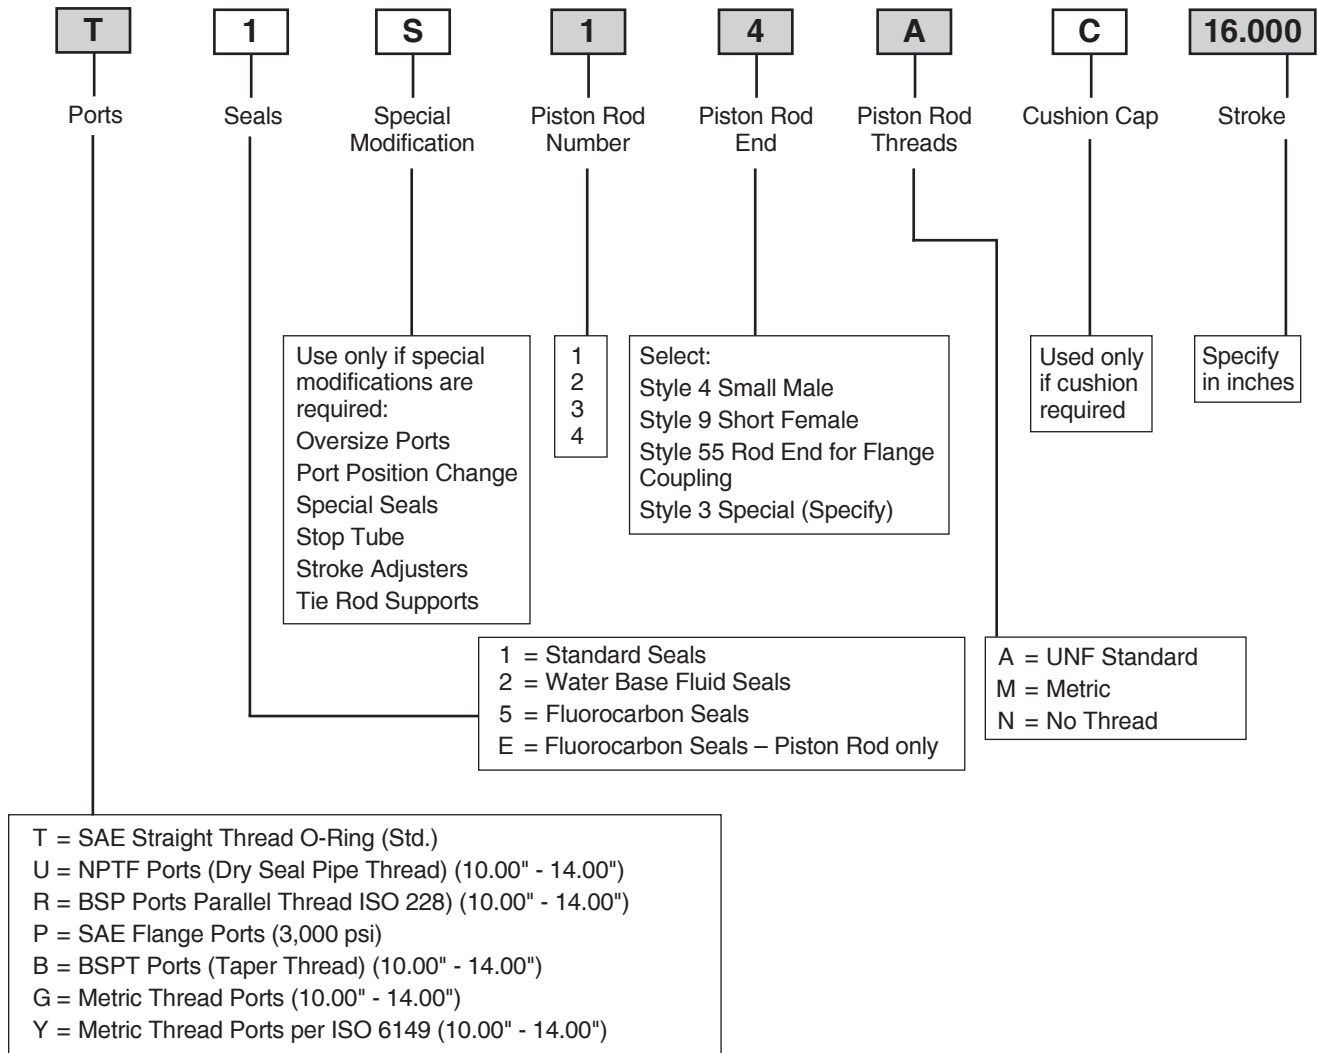 T 1 S 1 4 A C 16.000
Ports
Seals
Special
Modification
Piston Rod
Number
Piston Rod
End
Piston Rod
Threads
Cushion Cap
Stroke
Use only if special
modifications are
required:
Oversize Ports
Port Position Change
Special Seals
Stop Tube
Stroke Adjusters
Tie Rod Supports
1
2
3
4
Select:
Style 4 Small Male
Style 9 Short Female
Style 55 Rod End for Flange
Coupling
Style 3 Special (Specify)
Used only
if cushion
required
Specify
in inches
1 = Standard Seals
2 = Water Base Fluid Seals
5 = Fluorocarbon Seals
E = Fluorocarbon Seals – Piston Rod only
A = UNF Standard
M = Metric
N = No Thread
T = SAE Straight Thread O-Ring (Std.)
U = NPTF Ports (Dry Seal Pipe Thread) (10.00" - 14.00")
R = BSP Ports Parallel Thread ISO 228) (10.00" - 14.00")
P = SAE Flange Ports (3,000 psi)
B = BSPT Ports (Taper Thread) (10.00" - 14.00")
G = Metric Thread Ports (10.00" - 14.00")
Y = Metric Thread Ports per ISO 6149 (10.00" - 14.00")